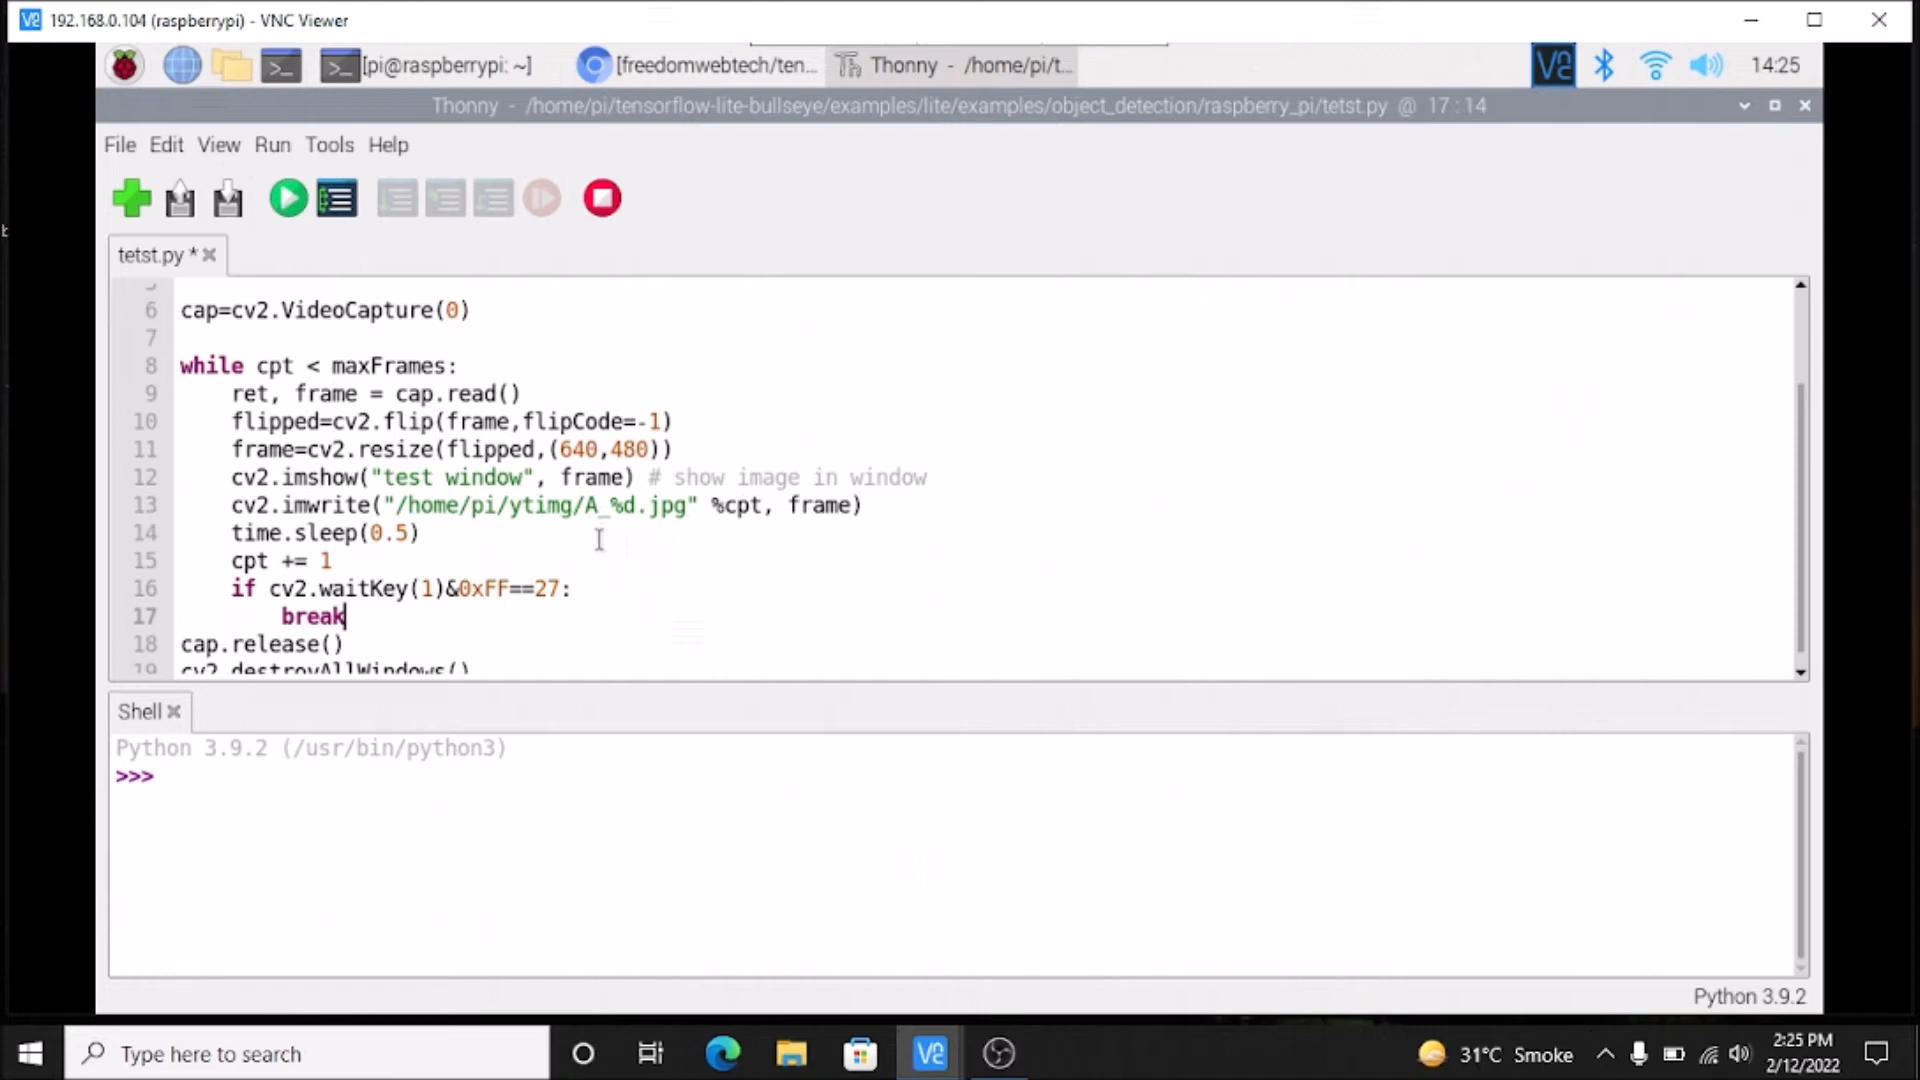 192.168.0.104 (raspberrypi) - VNC Viewer
[pi@raspberrypi: ~] [freedomwebtech/ten... Thonny - /home/pi/t... 14:25
Thonny - /home/pi/tensorflow-lite-bullseye/examples/lite/examples/object_detection/raspberry_pi/tetst.py @ 17:14
File Edit View Run Tools Help
tetst.py *
6 cap=cv2.VideoCapture(0)
7
8 while cpt < maxFrames:
9 ret, frame = cap.read()
10 flipped=cv2.flip(frame,flipCode=-1)
11 frame=cv2.resize(flipped,(640,480))
12 cv2.imshow("test window", frame) # show image in window
13 cv2.imwrite("/home/pi/ytimg/A_%d.jpg" %cpt, frame)
14 time.sleep(0.5)
15 cpt += 1
16 if cv2.waitKey(1)&0xFF==27:
17 break
18 cap.release()
19 cv2.destroyAllWindows()
Shell
Python 3.9.2 (/usr/bin/python3)
>>>
Python 3.9.2
Type here to search
31°C Smoke
2:25 PM
2/12/2022